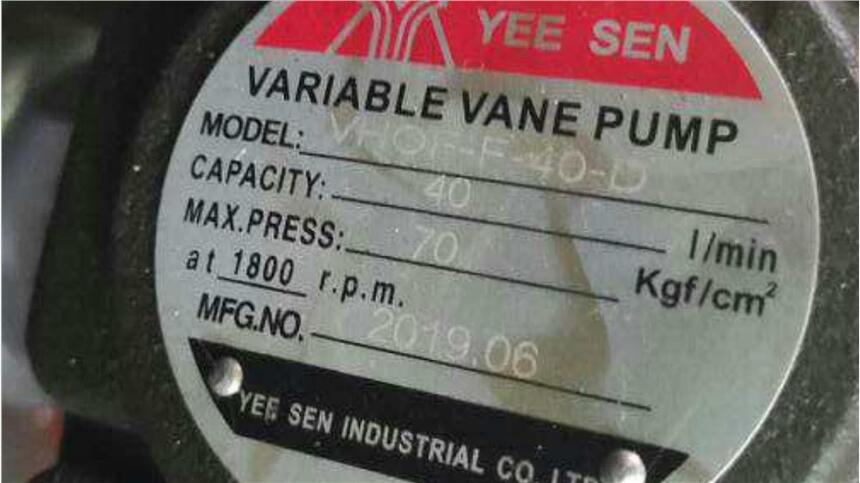 YEE SEN
VARIABLE VANE PUMP
MODEL: VHOF-F-40-D
CAPACITY: 40 l/min
MAX.PRESS: 70 Kgf/cm²
at 1800 r.p.m.
MFG.NO. 2019.06
YEE SEN INDUSTRIAL CO. LTD